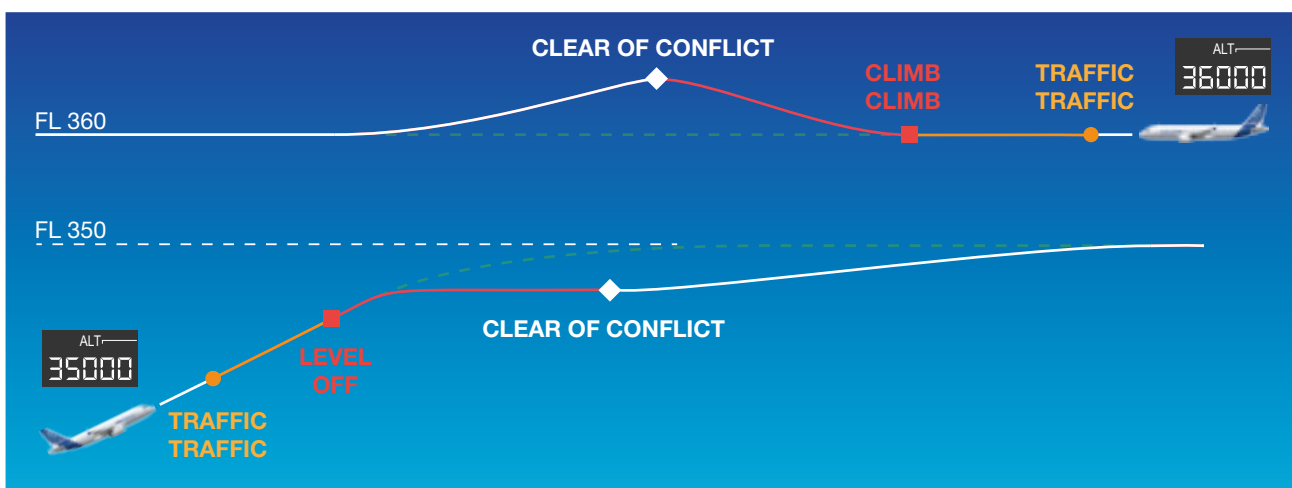 CLEAR OF CONFLICT
CLIMB
CLIMB
TRAFFIC
TRAFFIC
ALT
36000
FL 360
FL 350
CLEAR OF CONFLICT
ALT
35000
LEVEL
OFF
TRAFFIC
TRAFFIC